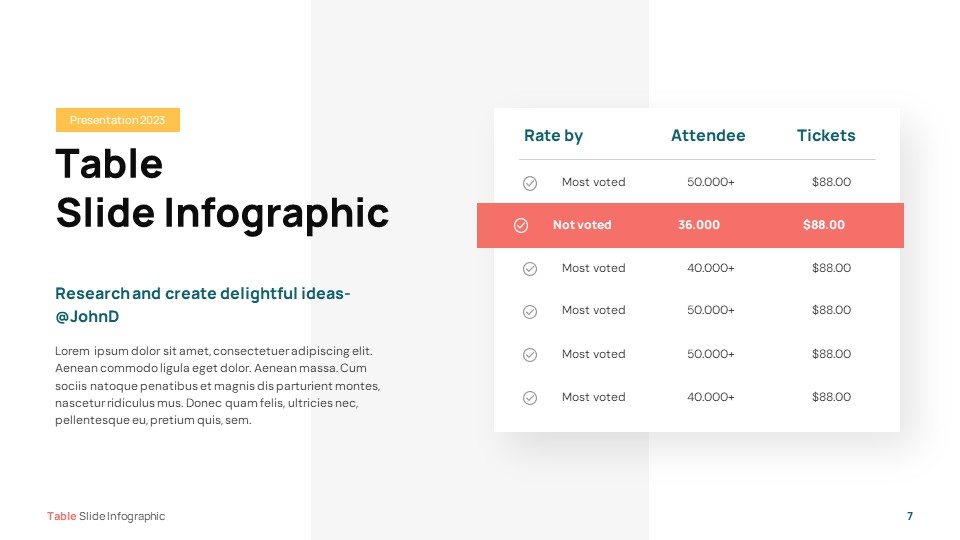 Presentation 2023
Table
Slide Infographic
Research and create delightful ideas-
@JohnD
Lorem ipsum dolor sit amet, consectetuer adipiscing elit.
Aenean commodo ligula eget dolor. Aenean massa. Cum
sociis natoque penatibus et magnis dis parturient montes,
nascetur ridiculus mus. Donec quam felis, ultricies nec,
pellentesque eu, pretium quis, sem.
Rate by Attendee Tickets
Most voted 50.000+ $88.00
Not voted 36.000 $88.00
Most voted 40.000+ $88.00
Most voted 50.000+ $88.00
Most voted 50.000+ $88.00
Most voted 40.000+ $88.00
Table Slide Infographic
7